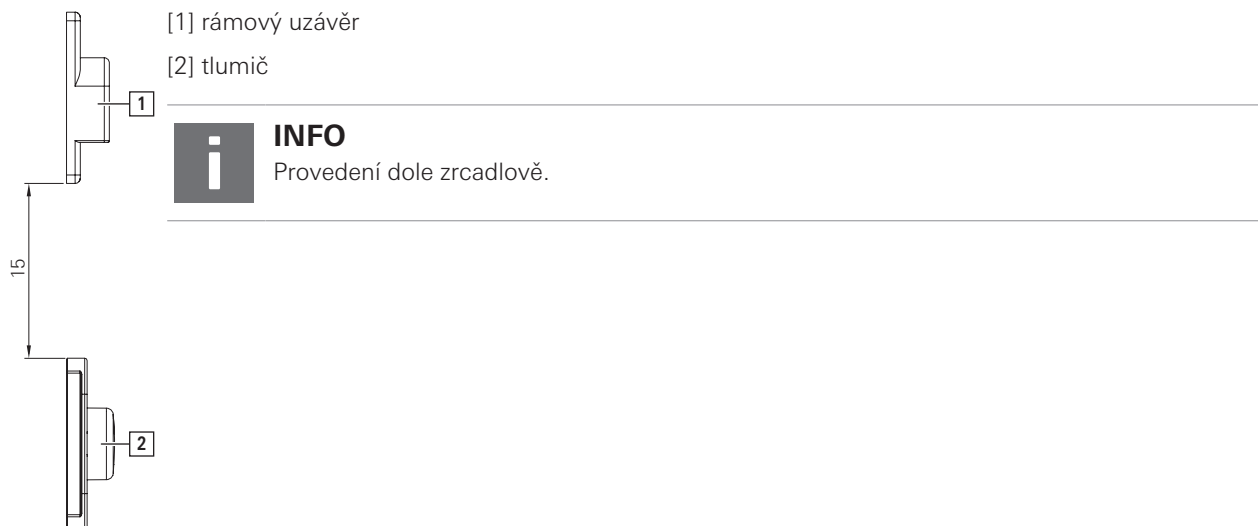 [1] rámový uzávěr
[2] tlumič
1
i
INFO
Provedení dole zrcadlově.
15
2